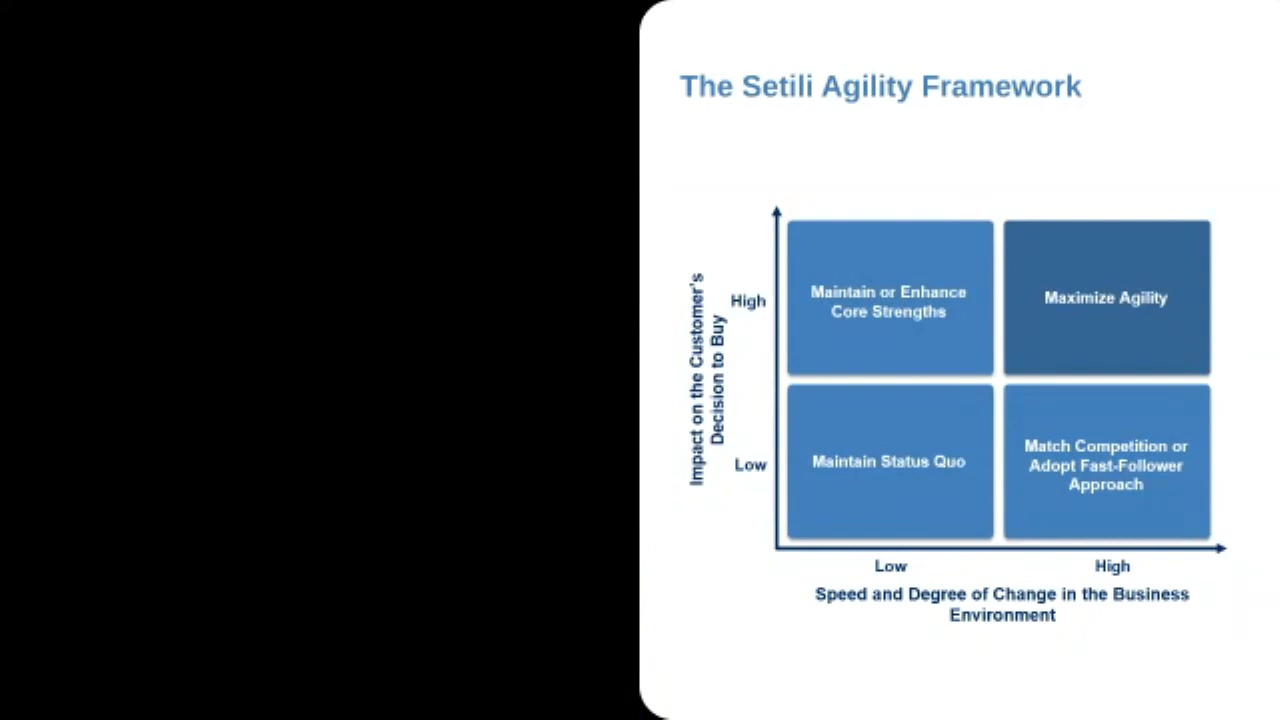 The Setili Agility Framework
Impact on the Customer's
Decision to Buy
High
Maintain or Enhance
Core Strengths
Maximize Agility
Low
Maintain Status Quo
Match Competition or
Adopt Fast-Follower
Approach
Low
High
Speed and Degree of Change in the Business
Environment